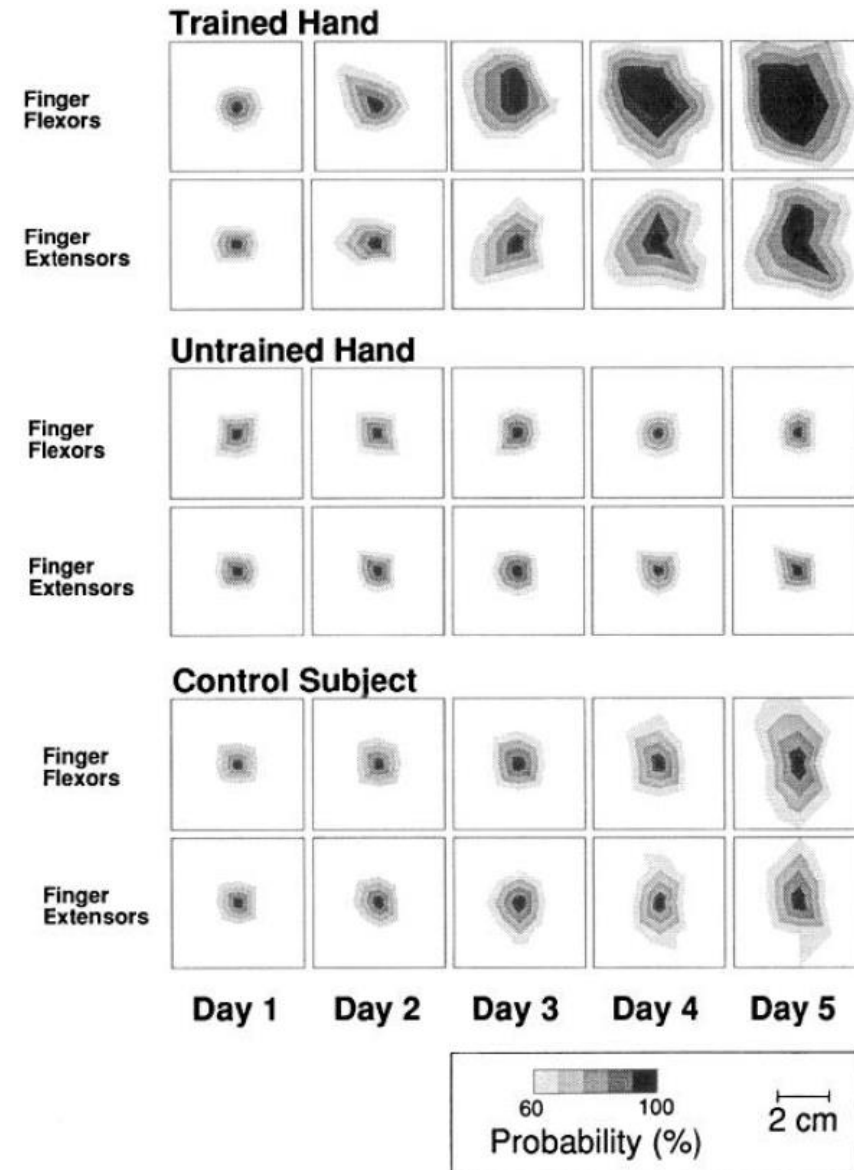 Trained Hand
Finger
Flexors
Finger
Extensors
Untrained Hand
Finger
Flexors
Finger
Extensors
Control Subject
Finger
Flexors
Finger
Extensors
Day 1 Day 2 Day 3 Day 4 Day 5
60 100 2 cm
Probability (%)